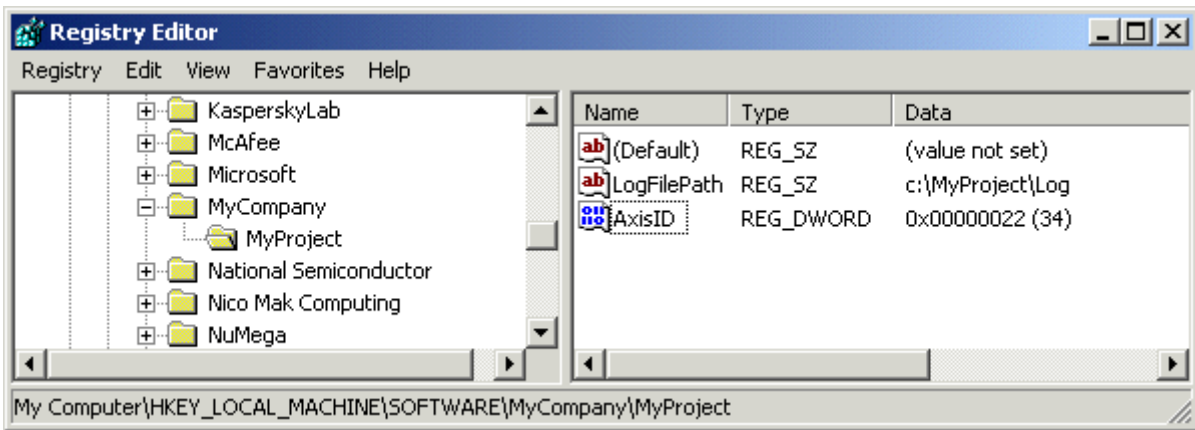 Registry Editor
Registry Edit View Favorites Help
KasperskyLab
McAfee
Microsoft
MyCompany
MyProject
National Semiconductor
Nico Mak Computing
NuMega
Name Type Data
(Default) REG_SZ (value not set)
LogFilePath REG_SZ c:\MyProject\Log
AxisID REG_DWORD 0x00000022 (34)
My Computer\HKEY_LOCAL_MACHINE\SOFTWARE\MyCompany\MyProject